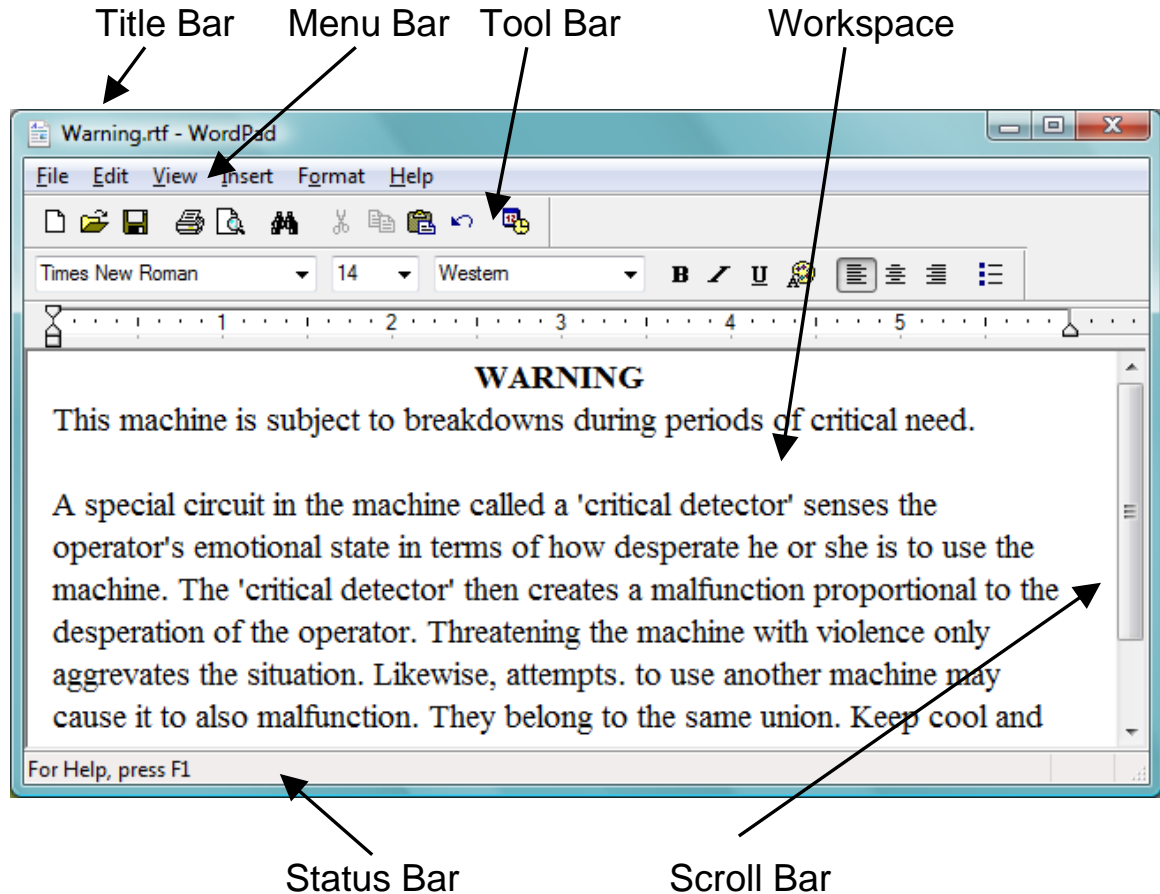 Title Bar Menu Bar Tool Bar Workspace
Warning.rtf - WordPad
File Edit View Insert Format Help
Times New Roman 14 Western B U A
1 2 3 4 5
WARNING
This machine is subject to breakdowns during periods of critical need.
A special circuit in the machine called a 'critical detector' senses the
operator's emotional state in terms of how desperate he or she is to use the
machine. The 'critical detector' then creates a malfunction proportional to the
desperation of the operator. Threatening the machine with violence only
aggrevates the situation. Likewise, attempts. to use another machine may
cause it to also malfunction. They belong to the same union. Keep cool and
For Help, press F1
Status Bar Scroll Bar